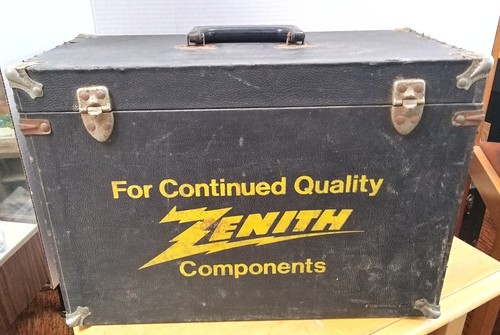 For Continued Quality
ZENITH
Components